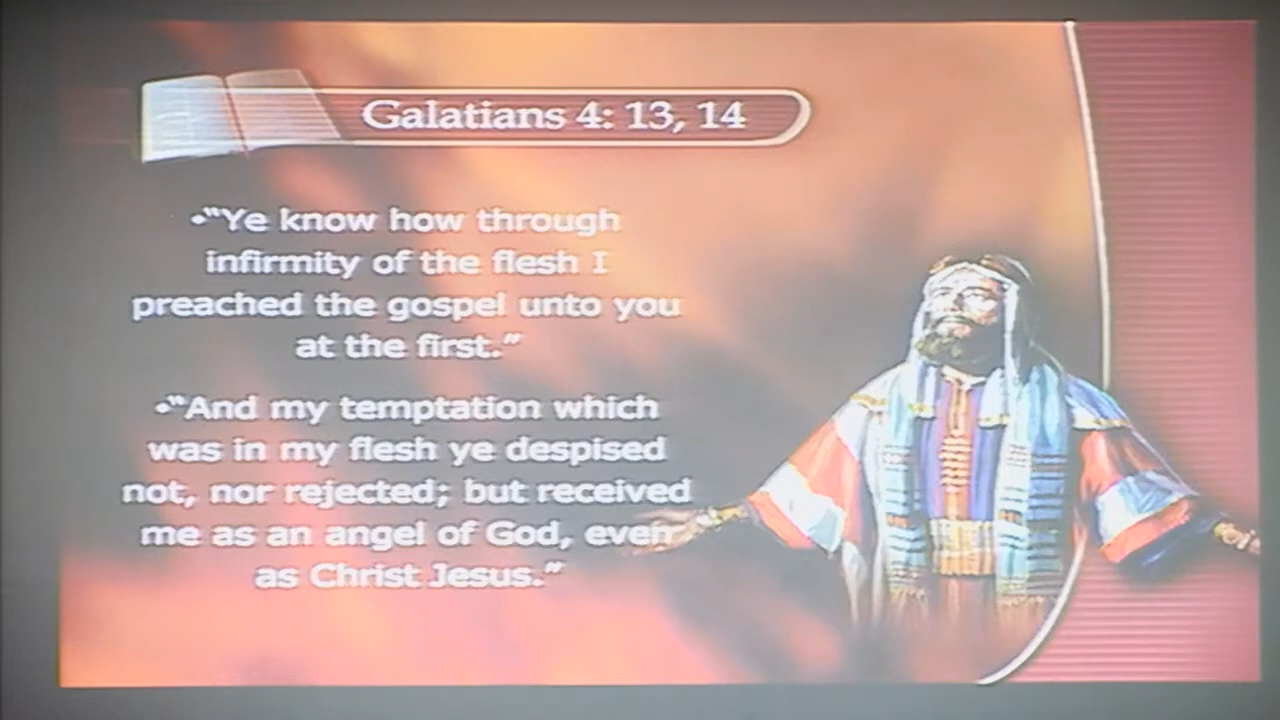 Galatians 4: 13, 14
•“Ye know how through
infirmity of the flesh I
preached the gospel unto you
at the first.”
•“And my temptation which
was in my flesh ye despised
not, nor rejected; but received
me as an angel of God, even
as Christ Jesus.”